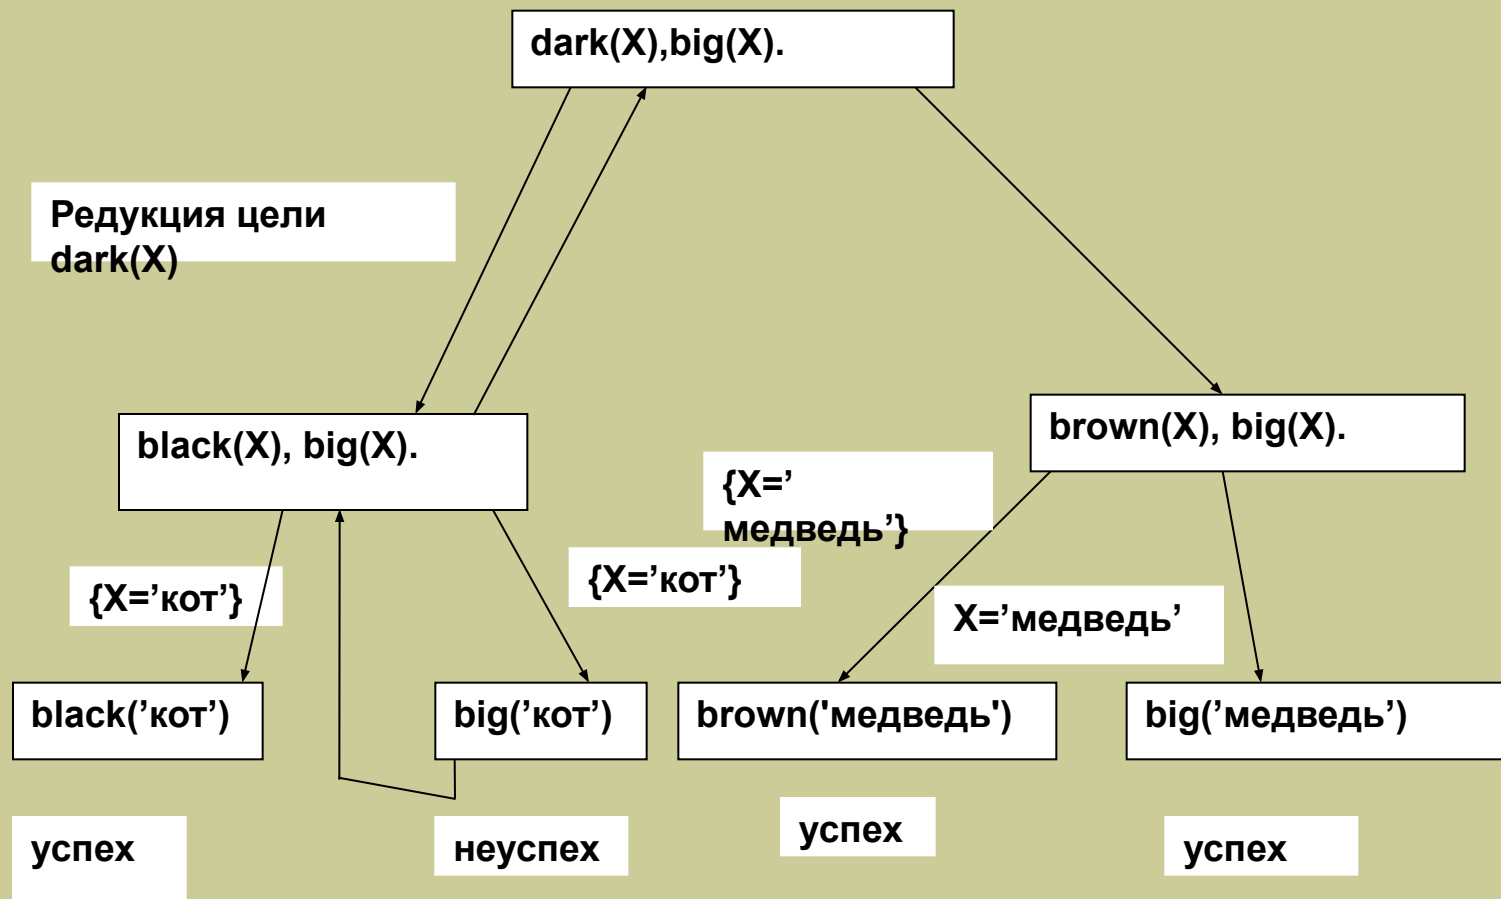 dark(X),big(X).
Редукция цели
dark(X)
black(X), big(X).
brown(X), big(X).
{X=’
медведь’}
{X=’кот’}
{X=’кот’}
X=’медведь’
black(’кот’)
big(’кот’)
brown('медведь')
big(’медведь’)
успех
неуспех
успех
успех